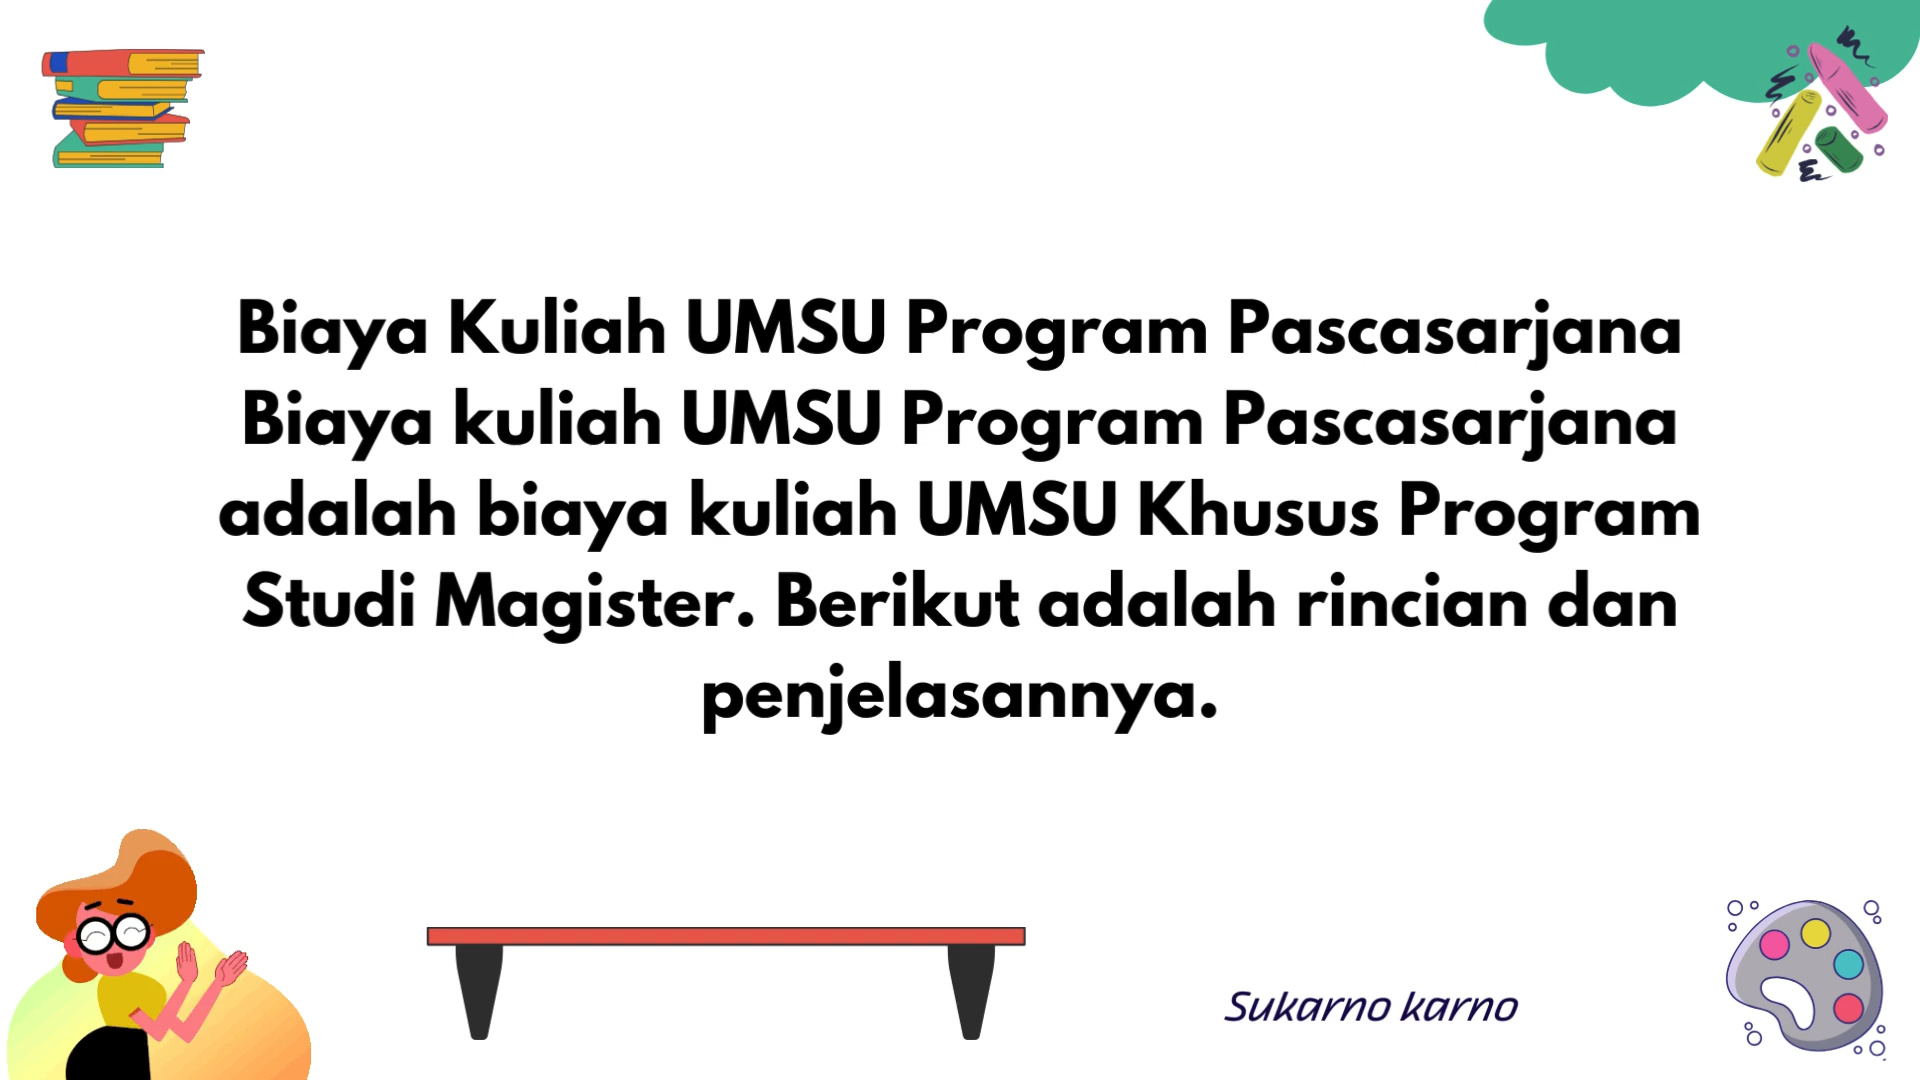 Biaya Kuliah UMSU Program Pascasarjana
Biaya kuliah UMSU Program Pascasarjana
adalah biaya kuliah UMSU Khusus Program
Studi Magister. Berikut adalah rincian dan
penjelasannya.
Sukarno karno